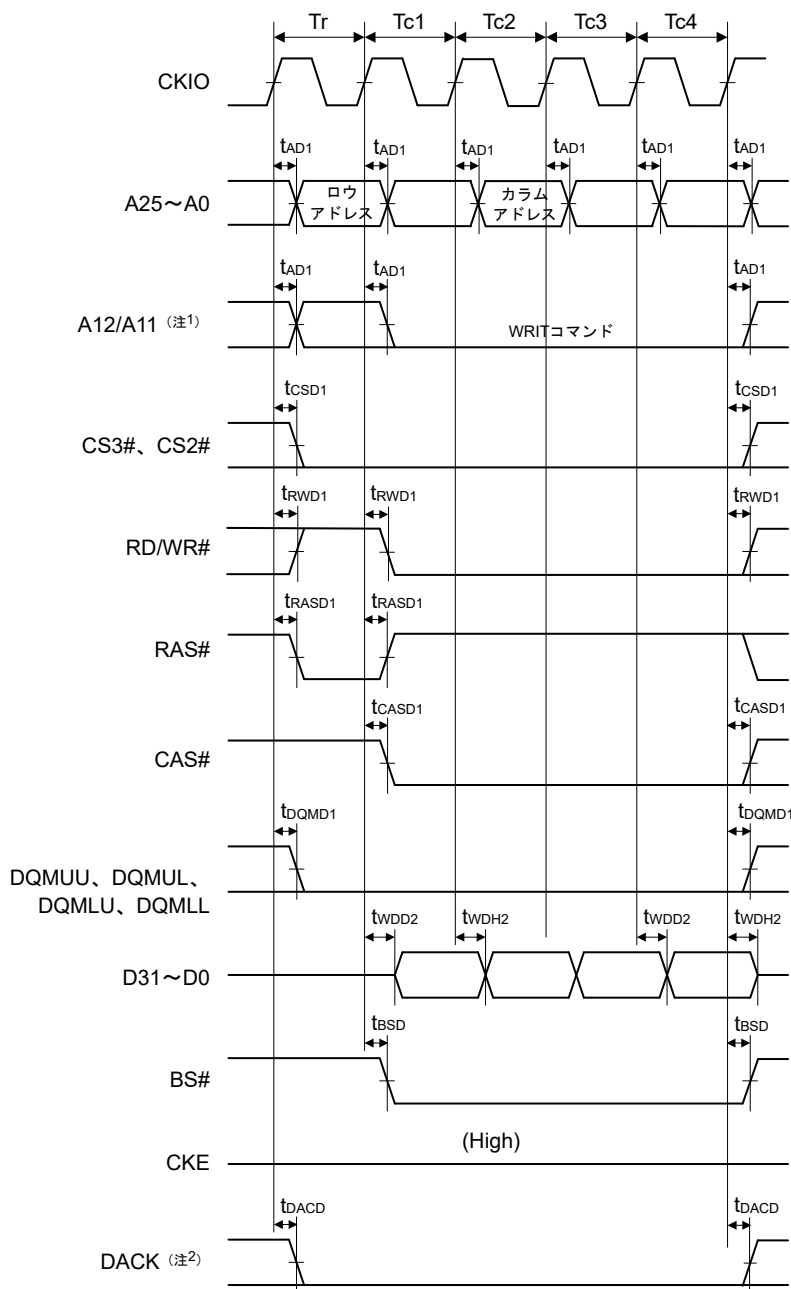 Tr Tc1 Tc2 Tc3 Tc4
CKIO
tAD1 tAD1 tAD1 tAD1 tAD1 tAD1
A25～A0
ロウ
アドレス
カラム
アドレス
tAD1 tAD1 tAD1
A12/A11（注1）
WRITコマンド
tCSD1 tCSD1
CS3#、CS2#
tRWD1 tRWD1 tRWD1
RD/WR#
tRASD1 tRASD1
RAS#
tCASD1 tCASD1
CAS#
tDQMD1 tDQMD1
DQMUU、DQMUL、
DQMLU、DQMLL
tWDD2 tWDH2 tWDD2 tWDH2
D31～D0
tBSD tBSD
BS#
(High)
CKE
tDACD tDACD
DACK（注2）